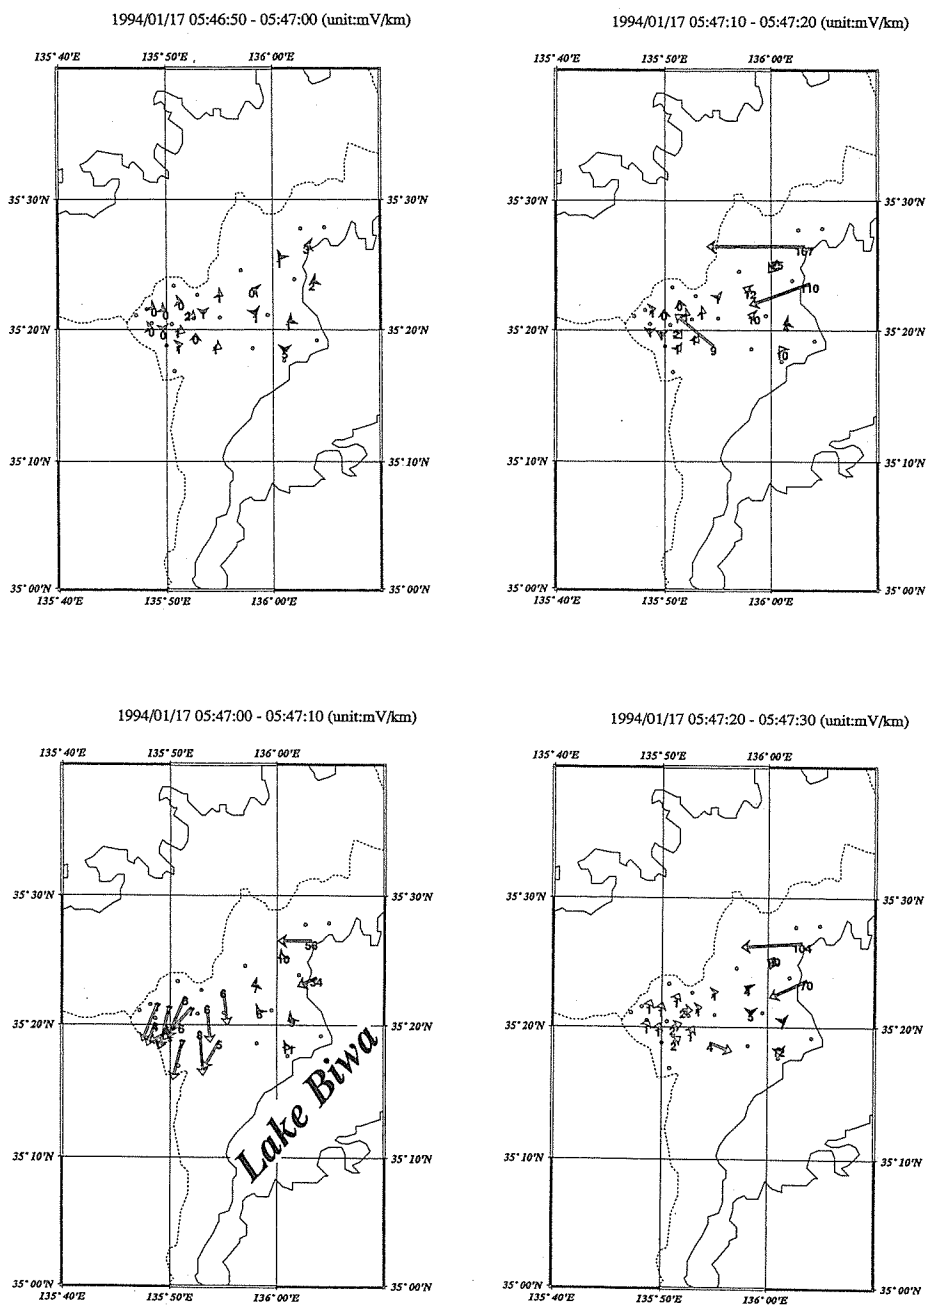 1994/01/17 05:46:50 - 05:47:00 (unit:mV/km)
135°40'E 135°50'E 136°00'E
35°30'N 35°30'N
35°20'N 35°20'N
35°10'N 35°10'N
35°00'N 35°00'N
135°40'E 135°50'E 136°00'E
1994/01/17 05:47:10 - 05:47:20 (unit:mV/km)
135°40'E 135°50'E 136°00'E
35°30'N 35°30'N
167
110
35°20'N 35°20'N
9
35°10'N 35°10'N
35°00'N 35°00'N
135°40'E 135°50'E 136°00'E
1994/01/17 05:47:00 - 05:47:10 (unit:mV/km)
135°40'E 135°50'E 136°00'E
35°30'N 35°30'N
56
34
35°20'N 35°20'N
Lake Biwa
35°10'N 35°10'N
35°00'N 35°00'N
135°40'E 135°50'E 136°00'E
1994/01/17 05:47:20 - 05:47:30 (unit:mV/km)
135°40'E 135°50'E 136°00'E
35°30'N 35°30'N
104
70
35°20'N 35°20'N
4
35°10'N 35°10'N
35°00'N 35°00'N
135°40'E 135°50'E 136°00'E